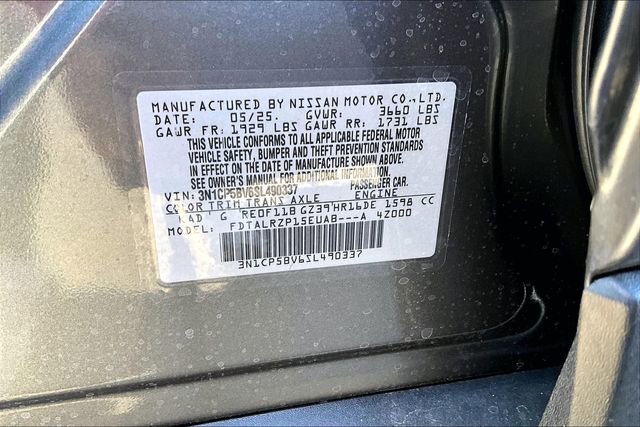 MANUFACTURED BY NISSAN MOTOR CO.,LTD.
DATE: 05/25. GVWR: 3660 LBS
GAWR FR: 1929 LBS GAWR RR: 1731 LBS
THIS VEHICLE CONFORMS TO ALL APPLICABLE FEDERAL MOTOR
VEHICLE SAFETY, BUMPER AND THEFT PREVENTION STANDARDS
IN EFFECT ON THE DATE OF MANUFACTURE SHOWN ABOVE.
SEE OWNER'S MANUAL FOR ADDITIONAL INFORMATION
VIN: 3N1CP5BV6SL490337 PASSENGER CAR.
COLOR TRIM TRANS AXLE ENGINE
KAD G RE0F11B GZ39 HR16DE 1598 CC
MODEL: FDTALRZP15EUAB---A 4Z000
3N1CP5BV6SL490337